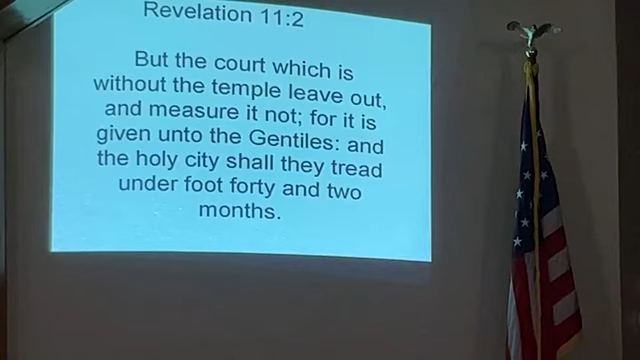 Revelation 11:2
But the court which is
without the temple leave out,
and measure it not; for it is
given unto the Gentiles: and
the holy city shall they tread
under foot forty and two
months.